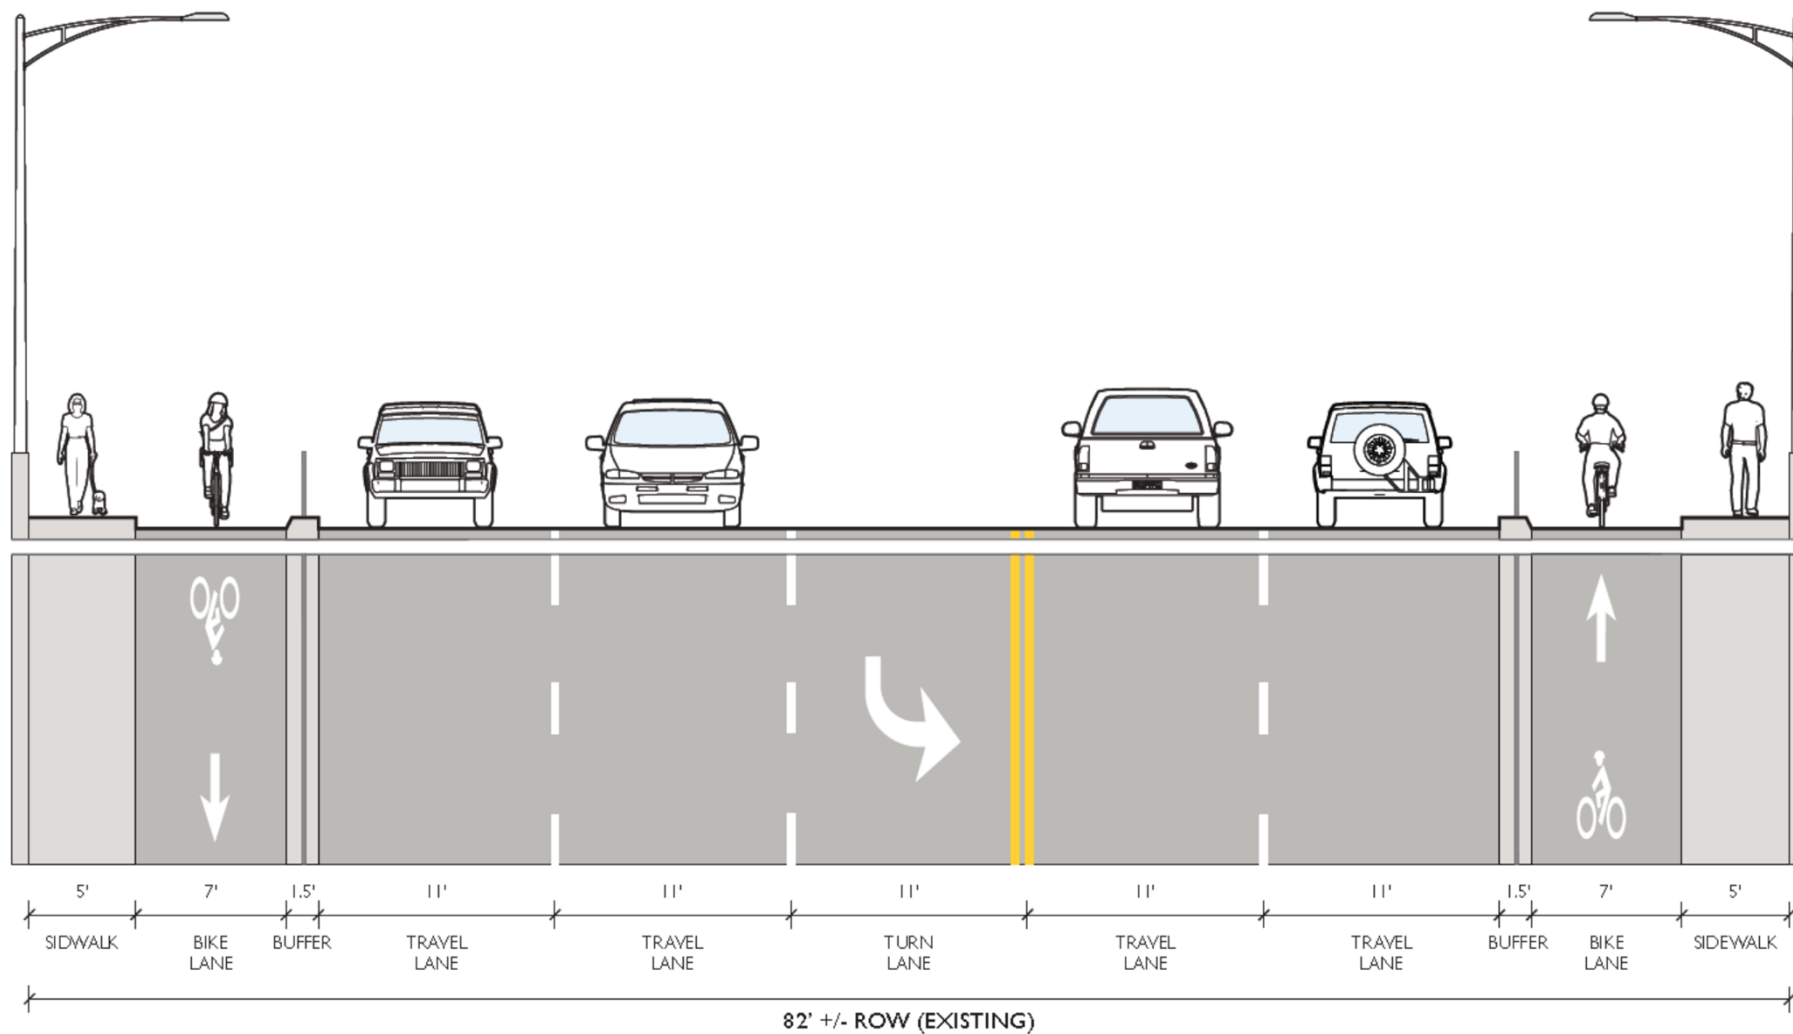 5' 7' 1.5' 11' 11' 11' 11' 11' 1.5' 7' 5'
SIDWALK BIKE BUFFER TRAVEL TRAVEL TURN TRAVEL TRAVEL BUFFER BIKE SIDEWALK
LANE LANE LANE LANE LANE LANE LANE
82' +/- ROW (EXISTING)